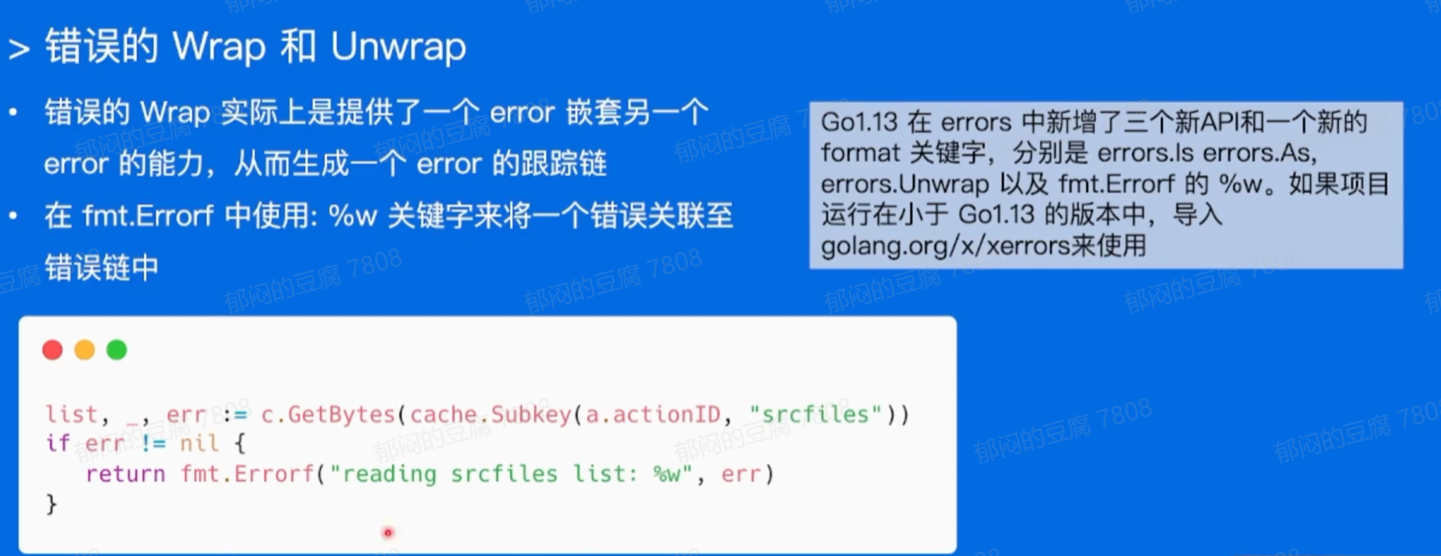 > 错误的 Wrap 和 Unwrap
• 错误的 Wrap 实际上是提供了一个 error 嵌套另一个
error 的能力，从而生成一个 error 的跟踪链
• 在 fmt.Errorf 中使用: %w 关键字来将一个错误关联至
错误链中
Go1.13 在 errors 中新增了三个新API和一个新的
format 关键字，分别是 errors.Is errors.As,
errors.Unwrap 以及 fmt.Errorf 的 %w。如果项目
运行在小于 Go1.13 的版本中，导入
golang.org/x/xerrors来使用
list, _, err := c.GetBytes(cache.Subkey(a.actionID, "srcfiles"))
if err != nil {
   return fmt.Errorf("reading srcfiles list: %w", err)
}
郁闷的豆腐 7808